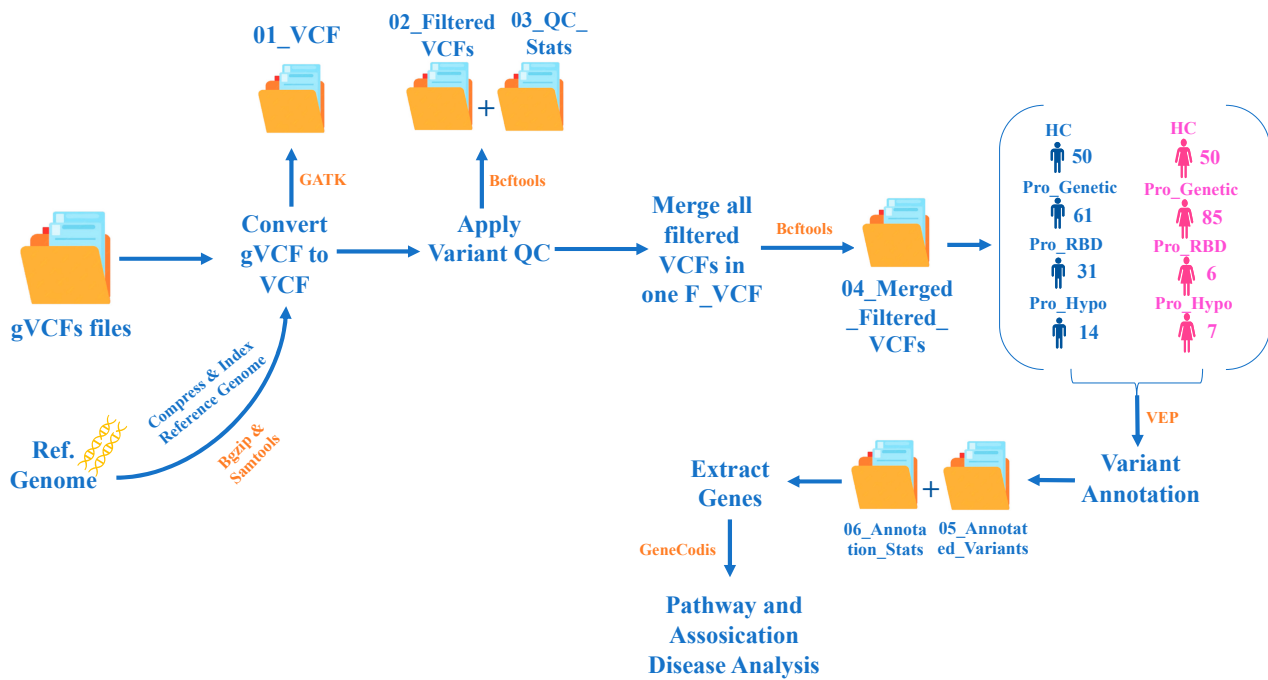 01_VCF
02_Filtered_
VCFs
03_QC_
Stats
+
GATK
Bcftools
gVCFs files
Convert
gVCF to
VCF
Apply
Variant QC
Merge all
filtered
VCFs in
one F_VCF
Bcftools
04_Merged
_Filtered_
VCFs
HC
50
Pro_Genetic
61
Pro_RBD
31
Pro_Hypo
14
HC
50
Pro_Genetic
85
Pro_RBD
6
Pro_Hypo
7
Compress & Index
Reference Genome
Bgzip &
Samtools
Ref.
Genome
VEP
Variant
Annotation
+
05_Annotat
ed_Variants
06_Annota
tion_Stats
Extract
Genes
GeneCodis
Pathway and
Assosication
Disease Analysis